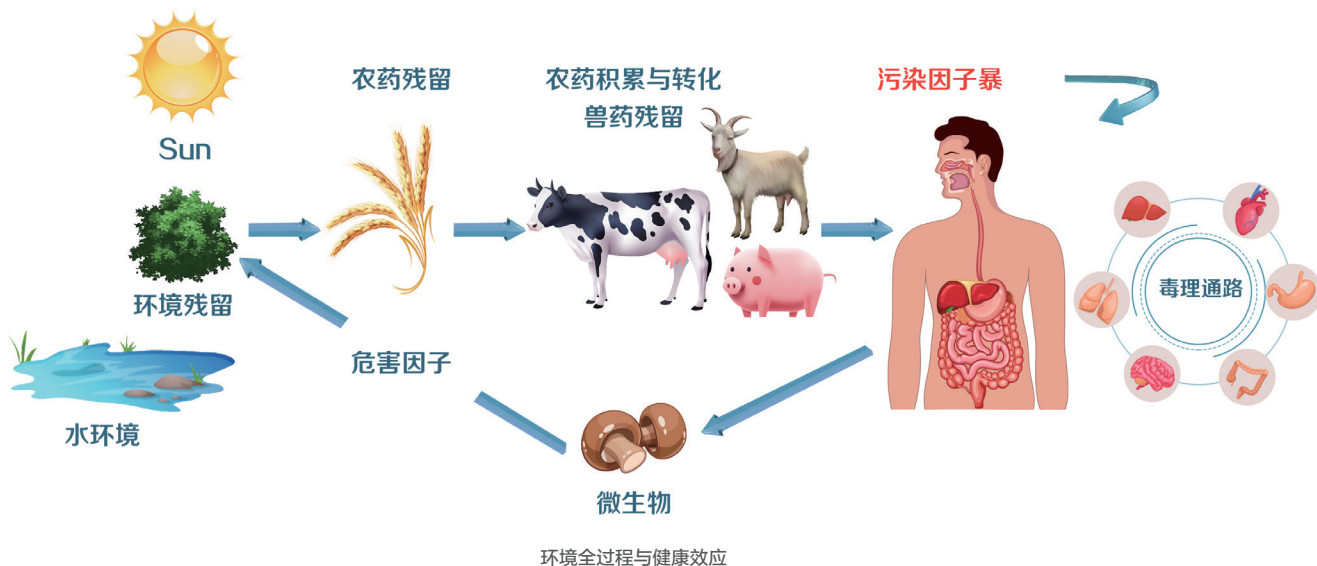 Sun
农药残留
农药积累与转化
兽药残留
污染因子暴
环境残留
毒理通路
危害因子
水环境
微生物
环境全过程与健康效应